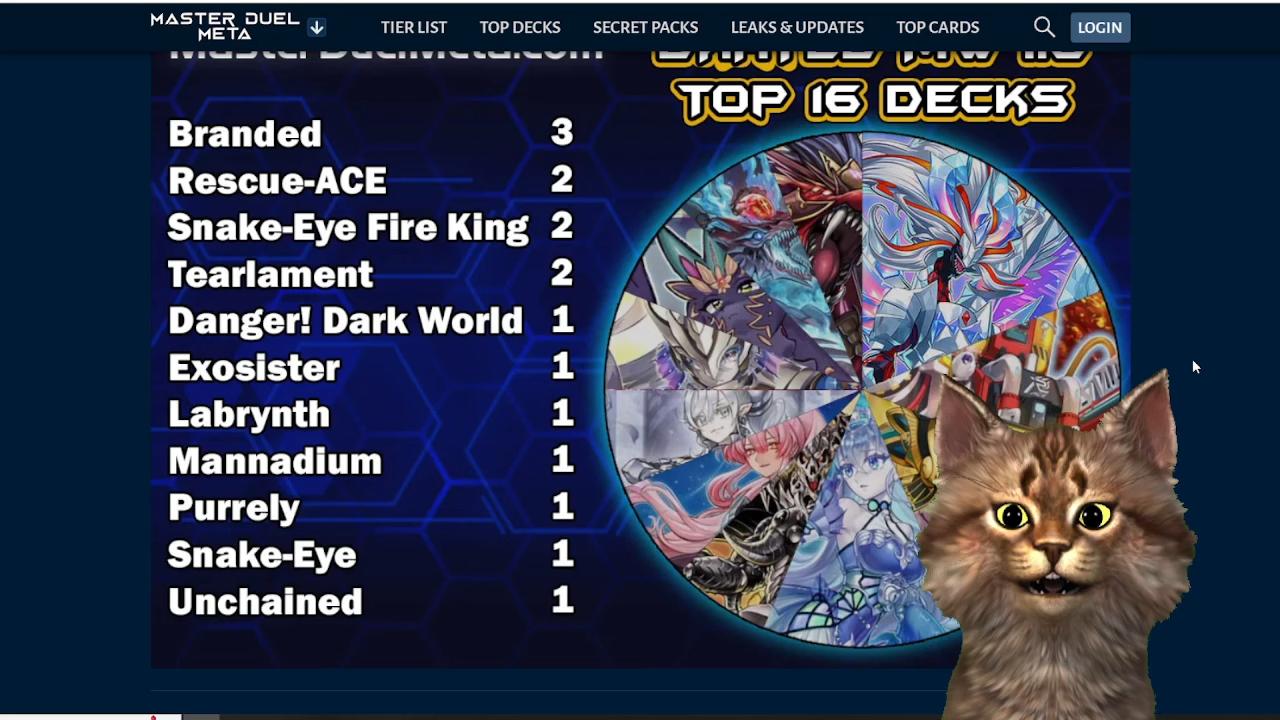 MASTER DUEL
META
TIER LIST
TOP DECKS
SECRET PACKS
LEAKS & UPDATES
TOP CARDS
LOGIN
MasterDuelMeta.com
TOP 16 DECKS
Branded 3
Rescue-ACE 2
Snake-Eye Fire King 2
Tearlament 2
Danger! Dark World 1
Exosister 1
Labrynth 1
Mannadium 1
Purrely 1
Snake-Eye 1
Unchained 1